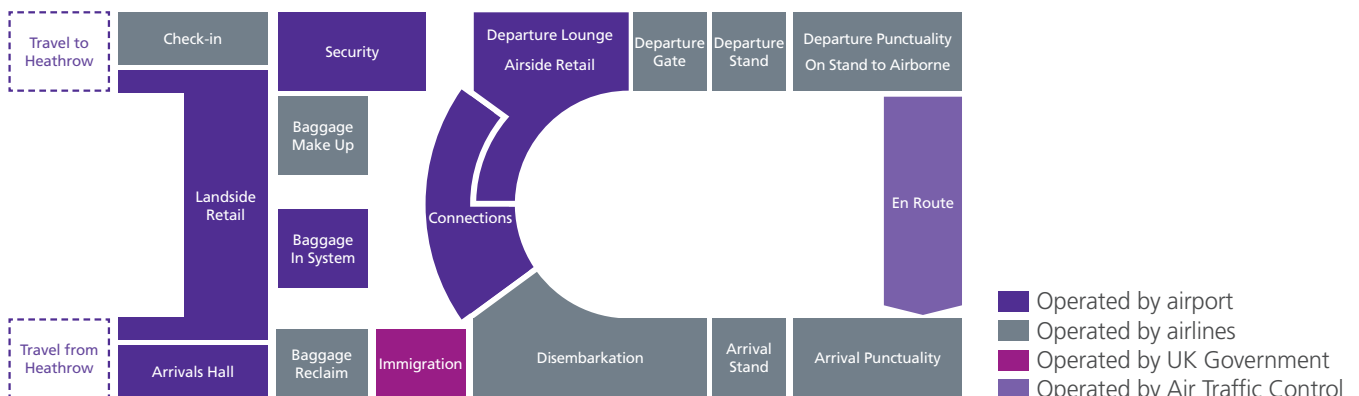 Travel to
Heathrow
Check-in
Security
Departure Lounge
Airside Retail
Departure
Gate
Departure
Stand
Departure Punctuality
On Stand to Airborne
Baggage
Make Up
Landside
Retail
Connections
En Route
Baggage
In System
Travel from
Heathrow
Arrivals Hall
Baggage
Reclaim
Immigration
Disembarkation
Arrival
Stand
Arrival Punctuality
Operated by airport
Operated by airlines
Operated by UK Government
Operated by Air Traffic Control